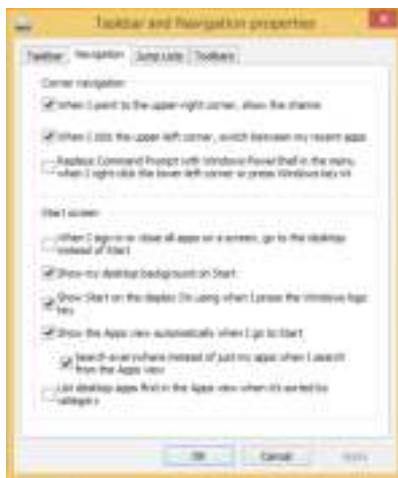 Taskbar and Navigation properties
Taskbar Navigation Jump Lists Toolbars
Corner navigation
When I point to the upper-right corner, show the charms
When I click the upper-left corner, switch between my recent apps
Replace Command Prompt with Windows PowerShell in the menu
when I right-click the lower-left corner or press Windows key+X
Start screen
When I sign in or close all apps on a screen, go to the desktop
instead of Start
Show my desktop background on Start
Show Start on the display I'm using when I press the Windows logo
key
Show the Apps view automatically when I go to Start
Search everywhere instead of just my apps when I search
from the Apps view
List desktop apps first in the Apps view when it's sorted by
category
OK Cancel Apply